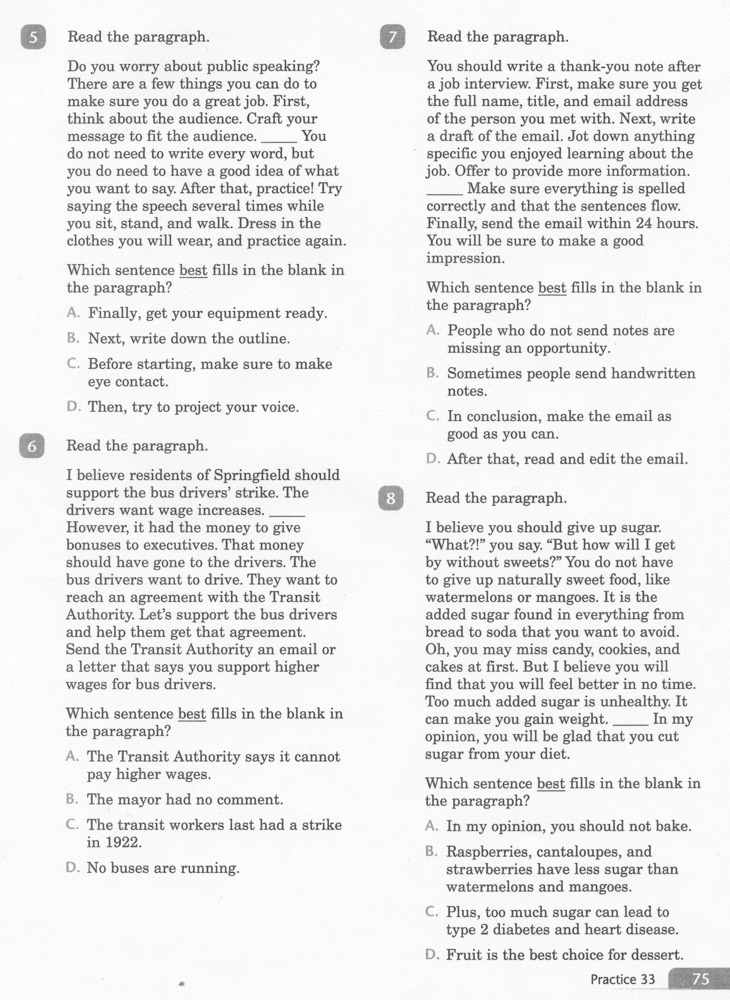 5 Read the paragraph.
Do you worry about public speaking?
There are a few things you can do to
make sure you do a great job. First,
think about the audience. Craft your
message to fit the audience. _____ You
do not need to write every word, but
you do need to have a good idea of what
you want to say. After that, practice! Try
saying the speech several times while
you sit, stand, and walk. Dress in the
clothes you will wear, and practice again.
Which sentence best fills in the blank in
the paragraph?
A. Finally, get your equipment ready.
B. Next, write down the outline.
C. Before starting, make sure to make
eye contact.
D. Then, try to project your voice.
6 Read the paragraph.
I believe residents of Springfield should
support the bus drivers’ strike. The
drivers want wage increases. _____
However, it had the money to give
bonuses to executives. That money
should have gone to the drivers. The
bus drivers want to drive. They want to
reach an agreement with the Transit
Authority. Let’s support the bus drivers
and help them get that agreement.
Send the Transit Authority an email or
a letter that says you support higher
wages for bus drivers.
Which sentence best fills in the blank in
the paragraph?
A. The Transit Authority says it cannot
pay higher wages.
B. The mayor had no comment.
C. The transit workers last had a strike
in 1922.
D. No buses are running.
7 Read the paragraph.
You should write a thank-you note after
a job interview. First, make sure you get
the full name, title, and email address
of the person you met with. Next, write
a draft of the email. Jot down anything
specific you enjoyed learning about the
job. Offer to provide more information.
_____ Make sure everything is spelled
correctly and that the sentences flow.
Finally, send the email within 24 hours.
You will be sure to make a good
impression.
Which sentence best fills in the blank in
the paragraph?
A. People who do not send notes are
missing an opportunity.
B. Sometimes people send handwritten
notes.
C. In conclusion, make the email as
good as you can.
D. After that, read and edit the email.
8 Read the paragraph.
I believe you should give up sugar.
“What?!” you say. “But how will I get
by without sweets?” You do not have
to give up naturally sweet food, like
watermelons or mangoes. It is the
added sugar found in everything from
bread to soda that you want to avoid.
Oh, you may miss candy, cookies, and
cakes at first. But I believe you will
find that you will feel better in no time.
Too much added sugar is unhealthy. It
can make you gain weight. _____ In my
opinion, you will be glad that you cut
sugar from your diet.
Which sentence best fills in the blank in
the paragraph?
A. In my opinion, you should not bake.
B. Raspberries, cantaloupes, and
strawberries have less sugar than
watermelons and mangoes.
C. Plus, too much sugar can lead to
type 2 diabetes and heart disease.
D. Fruit is the best choice for dessert.
Practice 33 75